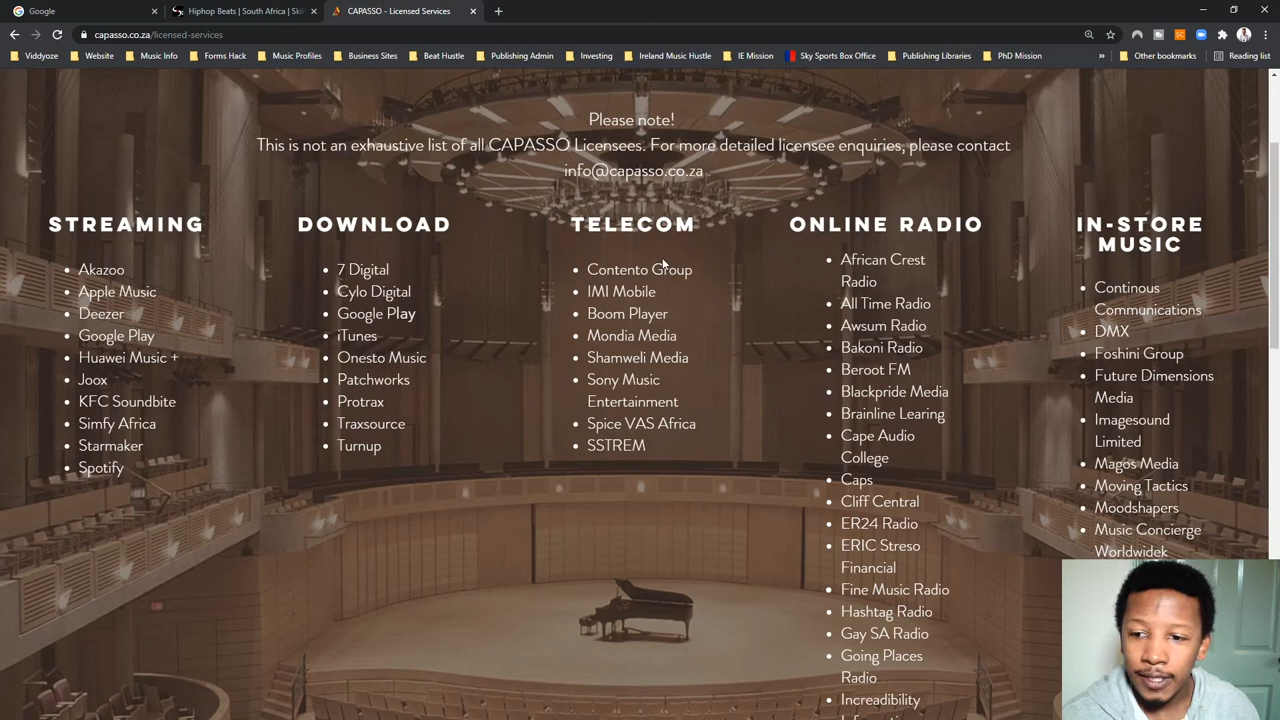 Google
Hiphop Beats | South Africa | Skil
CAPASSO - Licensed Services
capasso.co.za/licensed-services
Viddyoze
Website
Music Info
Forms Hack
Music Profiles
Business Sites
Beat Hustle
Publishing Admin
Investing
Ireland Music Hustle
IE Mission
Sky Sports Box Office
Publishing Libraries
PhD Mission
Other bookmarks
Reading list
Please note!
This is not an exhaustive list of all CAPASSO Licensees. For more detailed licensee enquiries, please contact
info@capasso.co.za
STREAMING
Akazoo
Apple Music
Deezer
Google Play
Huawei Music +
Joox
KFC Soundbite
Simfy Africa
Starmaker
Spotify
DOWNLOAD
7 Digital
Cylo Digital
Google Play
iTunes
Onesto Music
Patchworks
Protrax
Traxsource
Turnup
TELECOM
Contento Group
IMI Mobile
Boom Player
Mondia Media
Shamweli Media
Sony Music
Entertainment
Spice VAS Africa
SSTREM
ONLINE RADIO
African Crest
Radio
All Time Radio
Awsum Radio
Bakoni Radio
Beroot FM
Blackpride Media
Brainline Learing
Cape Audio
College
Caps
Cliff Central
ER24 Radio
ERIC Streso
Financial
Fine Music Radio
Hashtag Radio
Gay SA Radio
Going Places
Radio
Increadibility
IN-STORE
MUSIC
Continous
Communications
DMX
Foshini Group
Future Dimensions
Media
Imagesound
Limited
Magos Media
Moving Tactics
Moodshapers
Music Concierge
Worldwidek